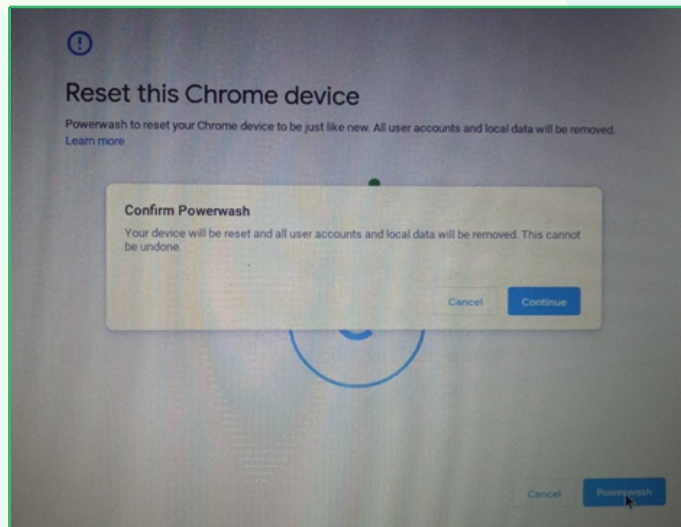 Reset this Chrome device
Powerwash to reset your Chrome device to be just like new. All user accounts and local data will be removed.
Learn more
Confirm Powerwash
Your device will be reset and all user accounts and local data will be removed. This cannot
be undone.
Cancel Continue
Cancel Powerwash